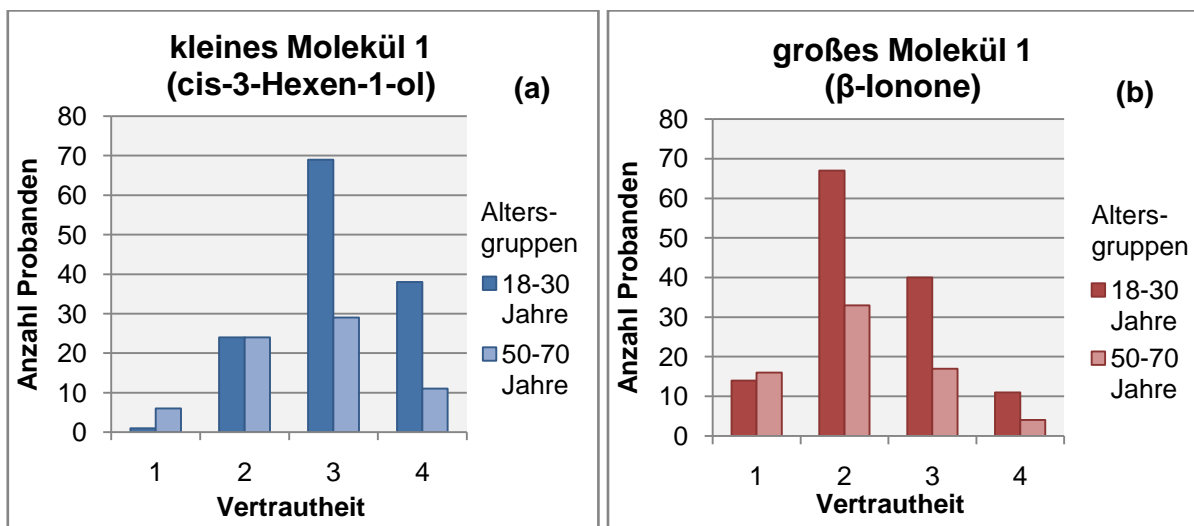 kleines Molekül 1
(cis-3-Hexen-1-ol)
(a)
Anzahl Probanden
80
70
60
50
40
30
20
10
0
1 2 3 4
Vertrautheit
Alters-
gruppen
18-30
Jahre
50-70
Jahre
großes Molekül 1
(β-Ionone)
(b)
Anzahl Probanden
80
70
60
50
40
30
20
10
0
1 2 3 4
Vertrautheit
Alters-
gruppen
18-30
Jahre
50-70
Jahre